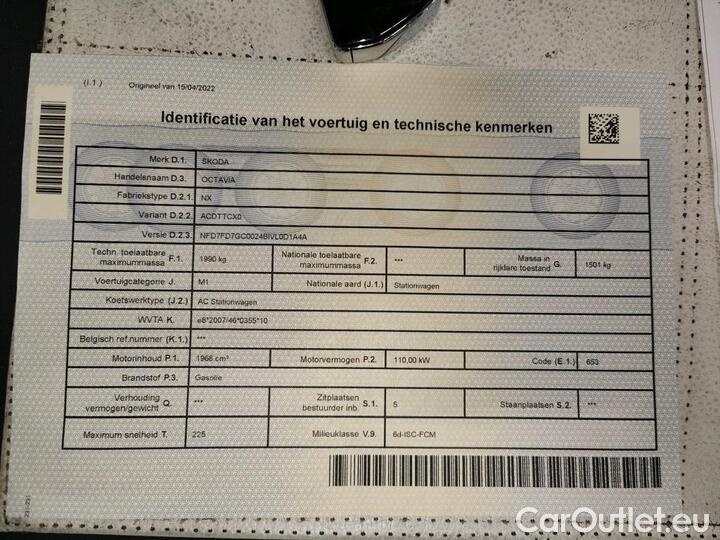 (I.1.) Origineel van 15/04/2022
Identificatie van het voertuig en technische kenmerken
Merk D.1. SKODA
Handelsnaam D.3. OCTAVIA
Fabriekstype D.2.1. NX
Variant D.2.2. ACDTTCX0
Versie D.2.3. NFD7FD7GC0024BIVL0D1A4A
Techn. toelaatbare maximummassa F.1. 1990 kg Nationale toelaatbare maximummassa F.2. *** Massa in rijklare toestand G. 1501 kg
Voertuigcategorie J. M1 Nationale aard (J.1.) Stationwagen
Koetswerktype (J.2.) AC Stationwagen
WVTA K. e8*2007/46*0355*10
Belgisch ref.nummer (K.1.) ***
Motorinhoud P.1. 1968 cm³ Motorvermogen P.2. 110,00 kW Code (E.1.) 653
Brandstof P.3. Gasolie
Verhouding vermogen/gewicht Q. *** Zitplaatsen bestuurder inb. S.1. 5 Staanplaatsen S.2. ***
Maximum snelheid T. 225 Milieuklasse V.9. 6d-ISC-FCM
CarOutlet.eu